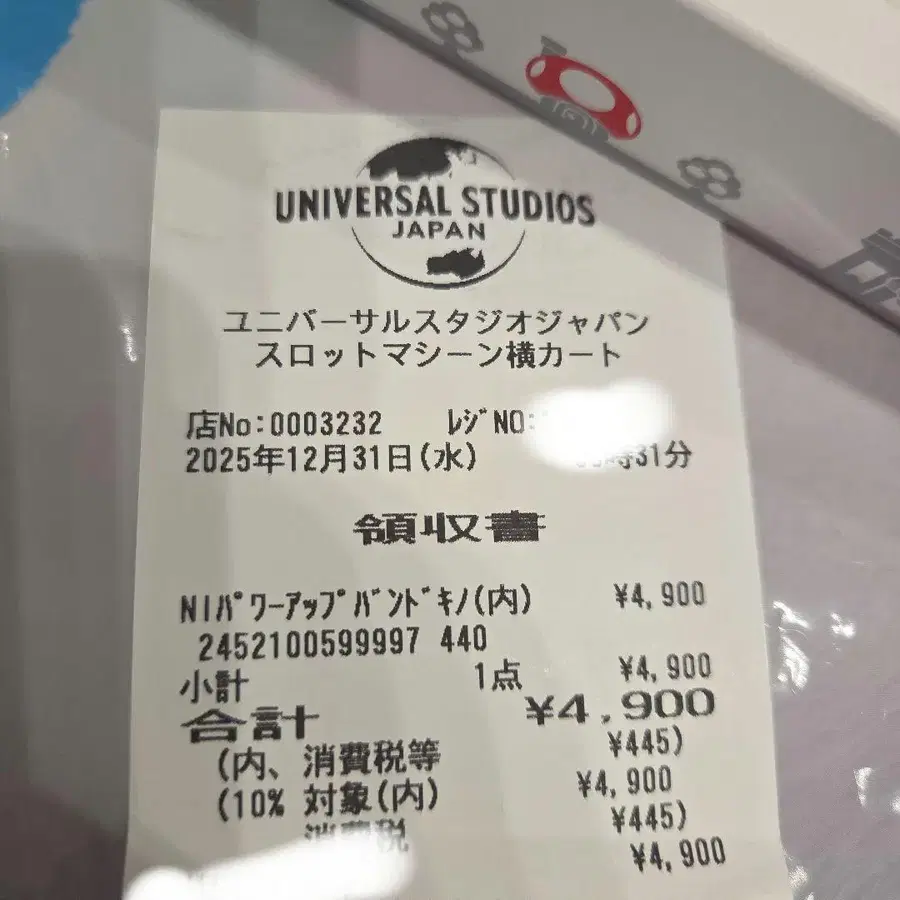 UNIVERSAL STUDIOS
JAPAN
ユニバーサルスタジオジャパン
スロットマシーン横カート
店No:0003232 ﾚｼﾞNO:
2025年12月31日(水) 時31分
領収書
NIﾊﾟﾜｰｱｯﾌﾟﾊﾞﾝﾄﾞｷﾉ(内) ¥4,900
2452100599997 440
小計 1点 ¥4,900
合計 ¥4,900
(内、消費税等 ¥445)
(10% 対象(内) ¥4,900
消費税 ¥445)
¥4,900